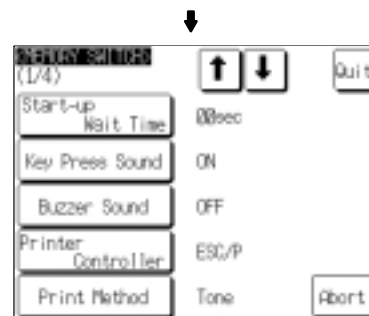 (MEMORY SWITCH)
(1/4)
Quit
Start-up
Wait Time
00sec
Key Press Sound
ON
Buzzer Sound
OFF
Printer
Controller
ESC/P
Print Method
Tone
Abort